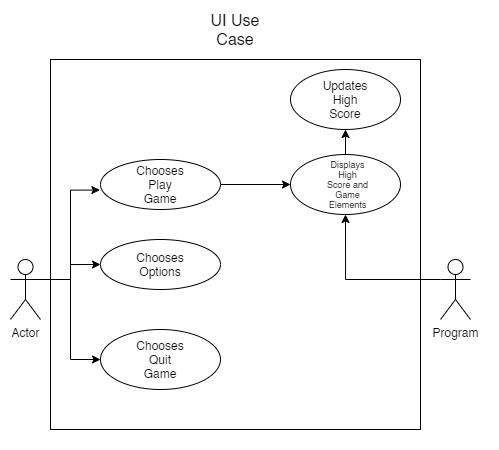 UI Use
Case
Updates
High
Score
Chooses
Play
Game
Displays
High
Score and
Game
Elements
Chooses
Options
Actor
Program
Chooses
Quit
Game